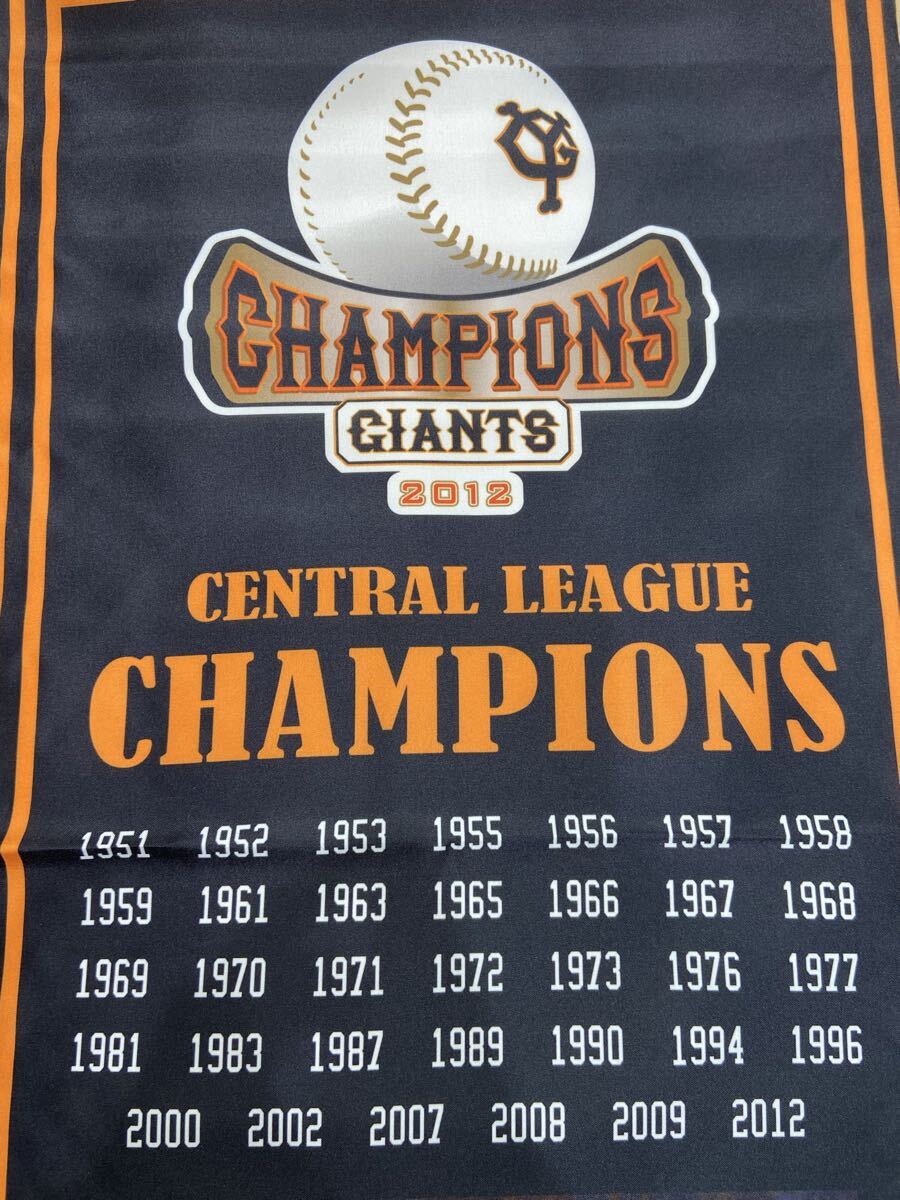 YG
CHAMPIONS
GIANTS
2012
CENTRAL LEAGUE
CHAMPIONS
1951 1952 1953 1955 1956 1957 1958
1959 1961 1963 1965 1966 1967 1968
1969 1970 1971 1972 1973 1976 1977
1981 1983 1987 1989 1990 1994 1996
2000 2002 2007 2008 2009 2012